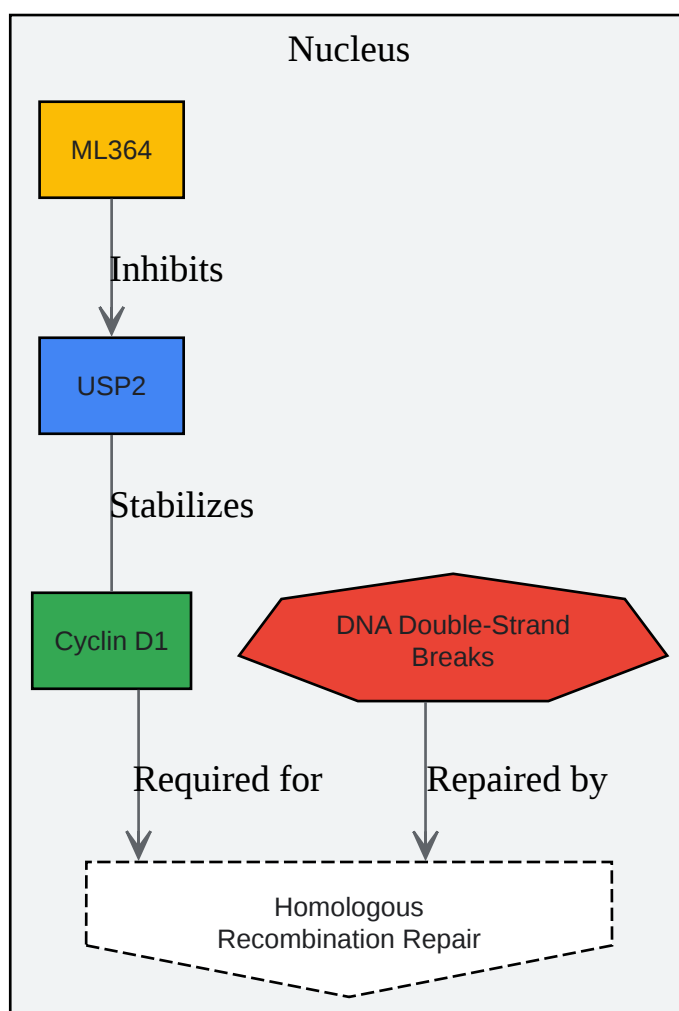 Nucleus
ML364
Inhibits
USP2
Stabilizes
Cyclin D1
DNA Double-Strand
Breaks
Required for
Repaired by
Homologous
Recombination Repair